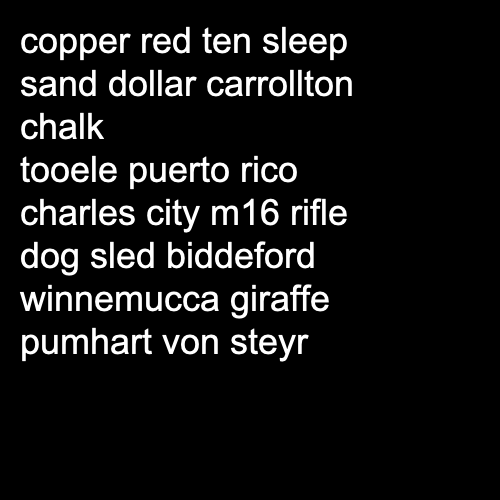 copper red ten sleep
sand dollar carrollton
chalk
tooele puerto rico
charles city m16 rifle
dog sled biddeford
winnemucca giraffe
pumhart von steyr